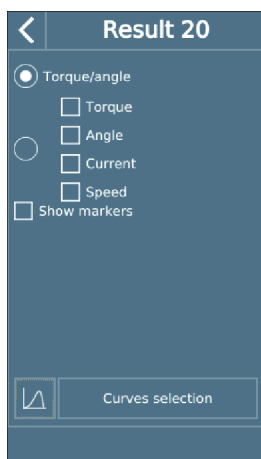 Result 20
Torque/angle
Torque
Angle
Current
Speed
Show markers
Curves selection